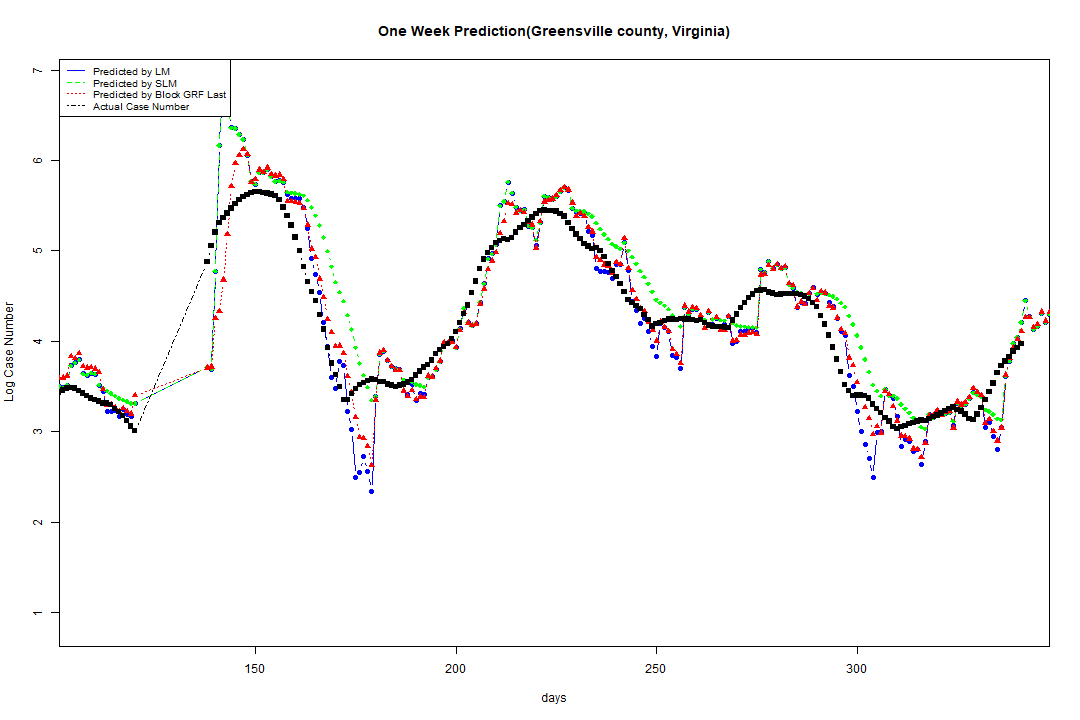 One Week Prediction(Greensville county, Virginia)
Predicted by LM
Predicted by SLM
Predicted by Block GRF Last
Actual Case Number
7
6
5
4
3
2
1
Log Case Number
150 200 250 300
days